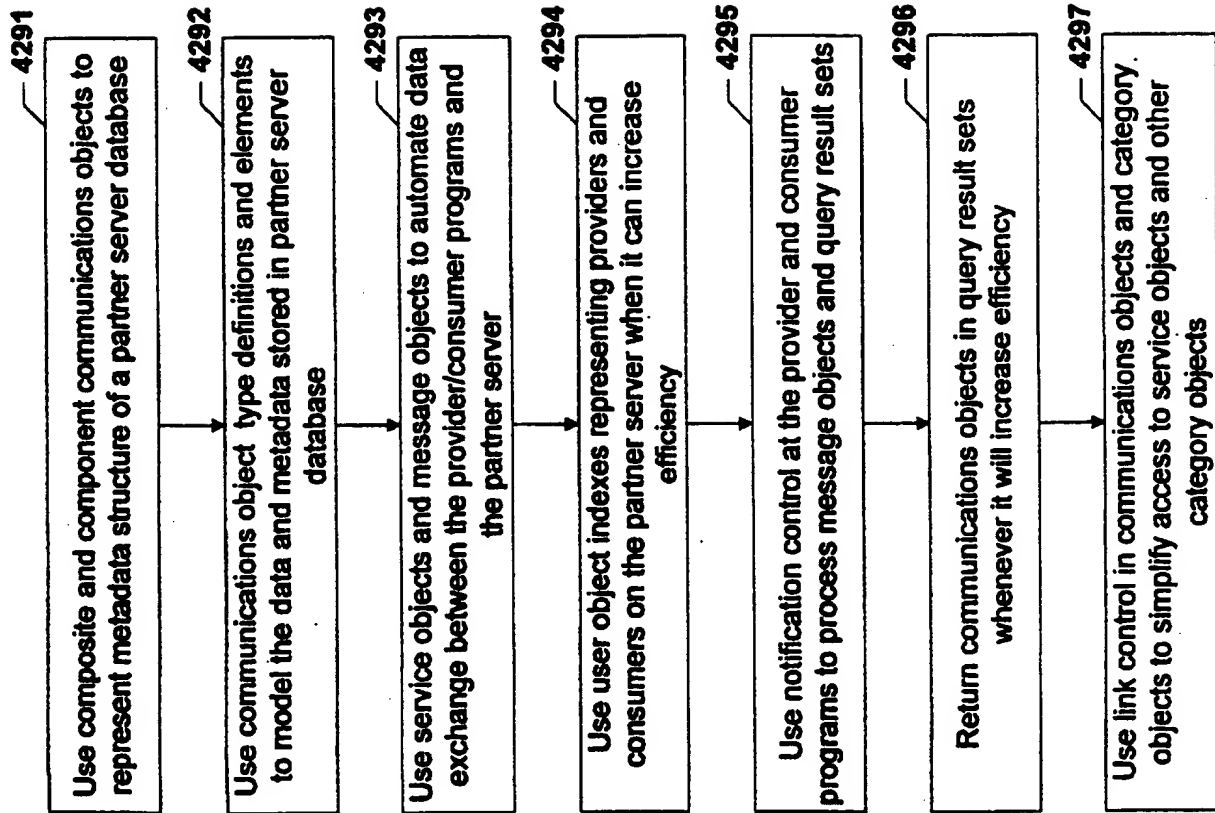 4291
Use composite and component communications objects to
represent metadata structure of a partner server database
4292
Use communications object type definitions and elements
to model the data and metadata stored in partner server
database
4293
Use service objects and message objects to automate data
exchange between the provider/consumer programs and
the partner server
4294
Use user object indexes representing providers and
consumers on the partner server when it can increase
efficiency
4295
Use notification control at the provider and consumer
programs to process message objects and query result sets
4296
Return communications objects in query result sets
whenever it will increase efficiency
4297
Use link control in communications objects and category.
objects to simplify access to service objects and other
category objects